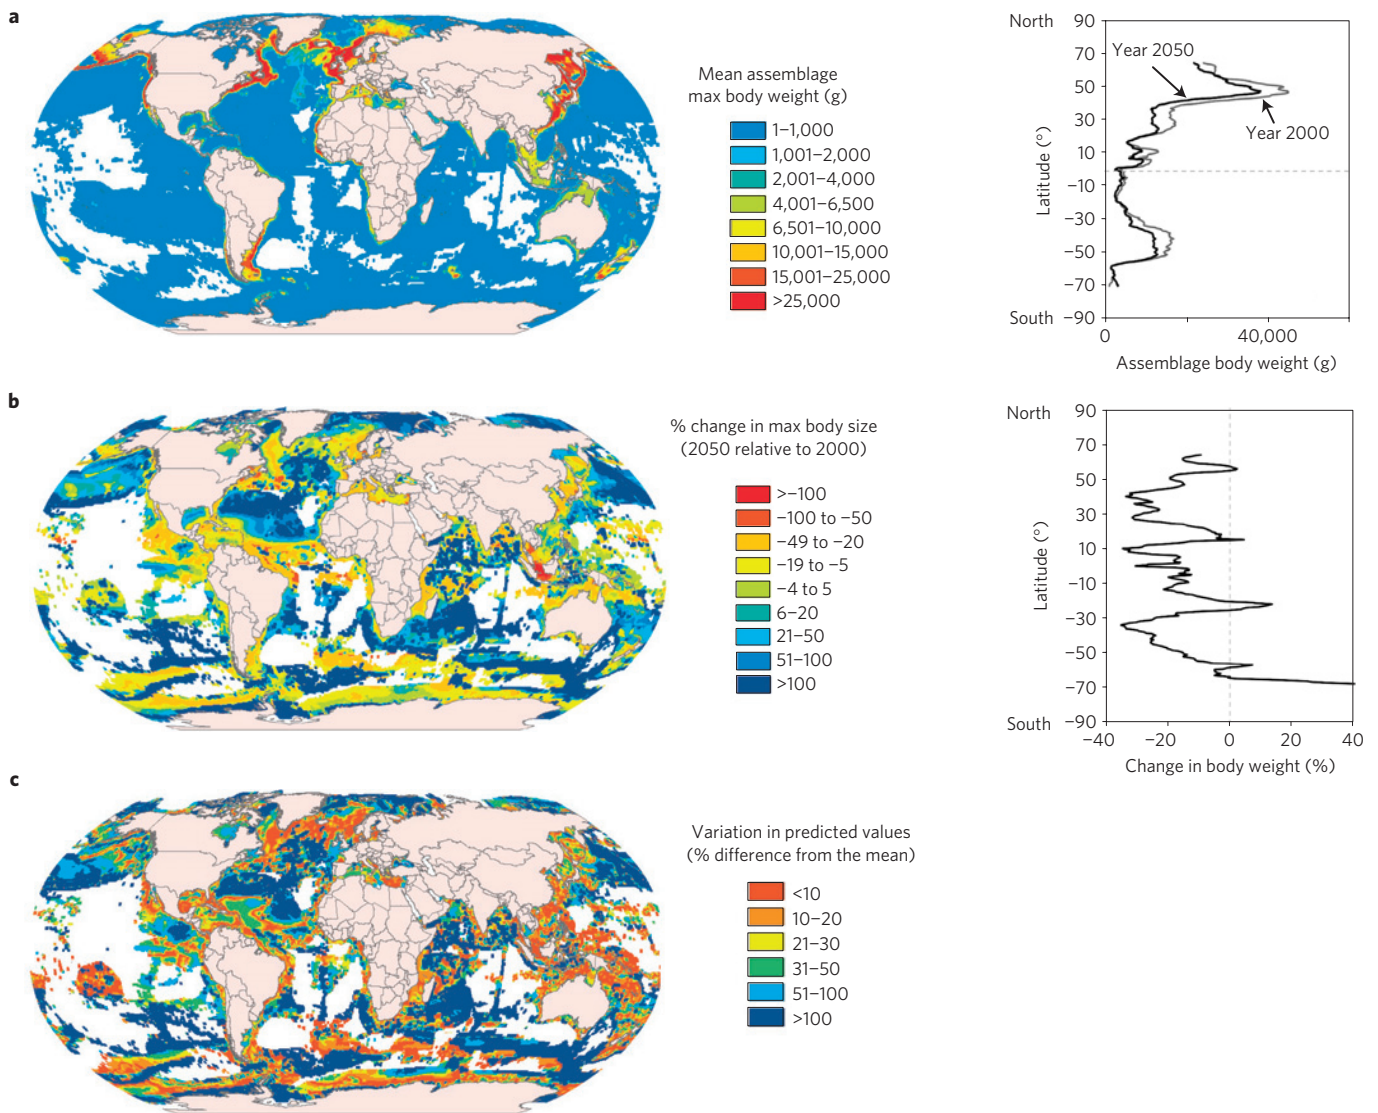 a
Mean assemblage
max body weight (g)
1–1,000
1,001–2,000
2,001–4,000
4,001–6,500
6,501–10,000
10,001–15,000
15,001–25,000
>25,000
North
90
70
50
30
10
−10
−30
−50
−70
−90
South
Latitude (°)
Year 2050
Year 2000
0
40,000
Assemblage body weight (g)
b
% change in max body size
(2050 relative to 2000)
>−100
−100 to −50
−49 to −20
−19 to −5
−4 to 5
6–20
21–50
51–100
>100
North
90
70
50
30
10
−10
−30
−50
−70
−90
South
Latitude (°)
−40
−20
0
20
40
Change in body weight (%)
c
Variation in predicted values
(% difference from the mean)
<10
10–20
21–30
31–50
51–100
>100